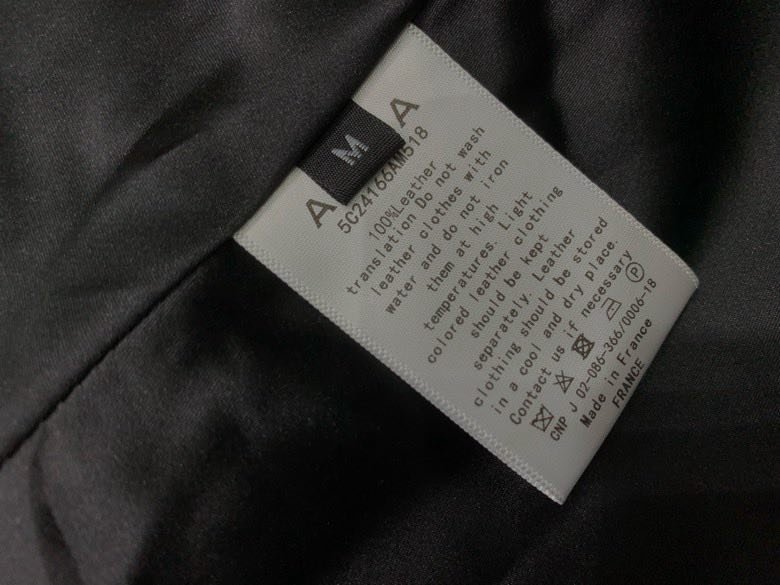 A M A
5C24166AM518
100%Leather
translation Do not wash
leather clothes with
water and do not iron
them at high
temperatures. Light
colored leather clothing
should be kept
separately. Leather
clothing should be stored
in a cool and dry place.
Contact us if necessary
P
CNP J 02-086-366/0006-18
Made in France
FRANCE